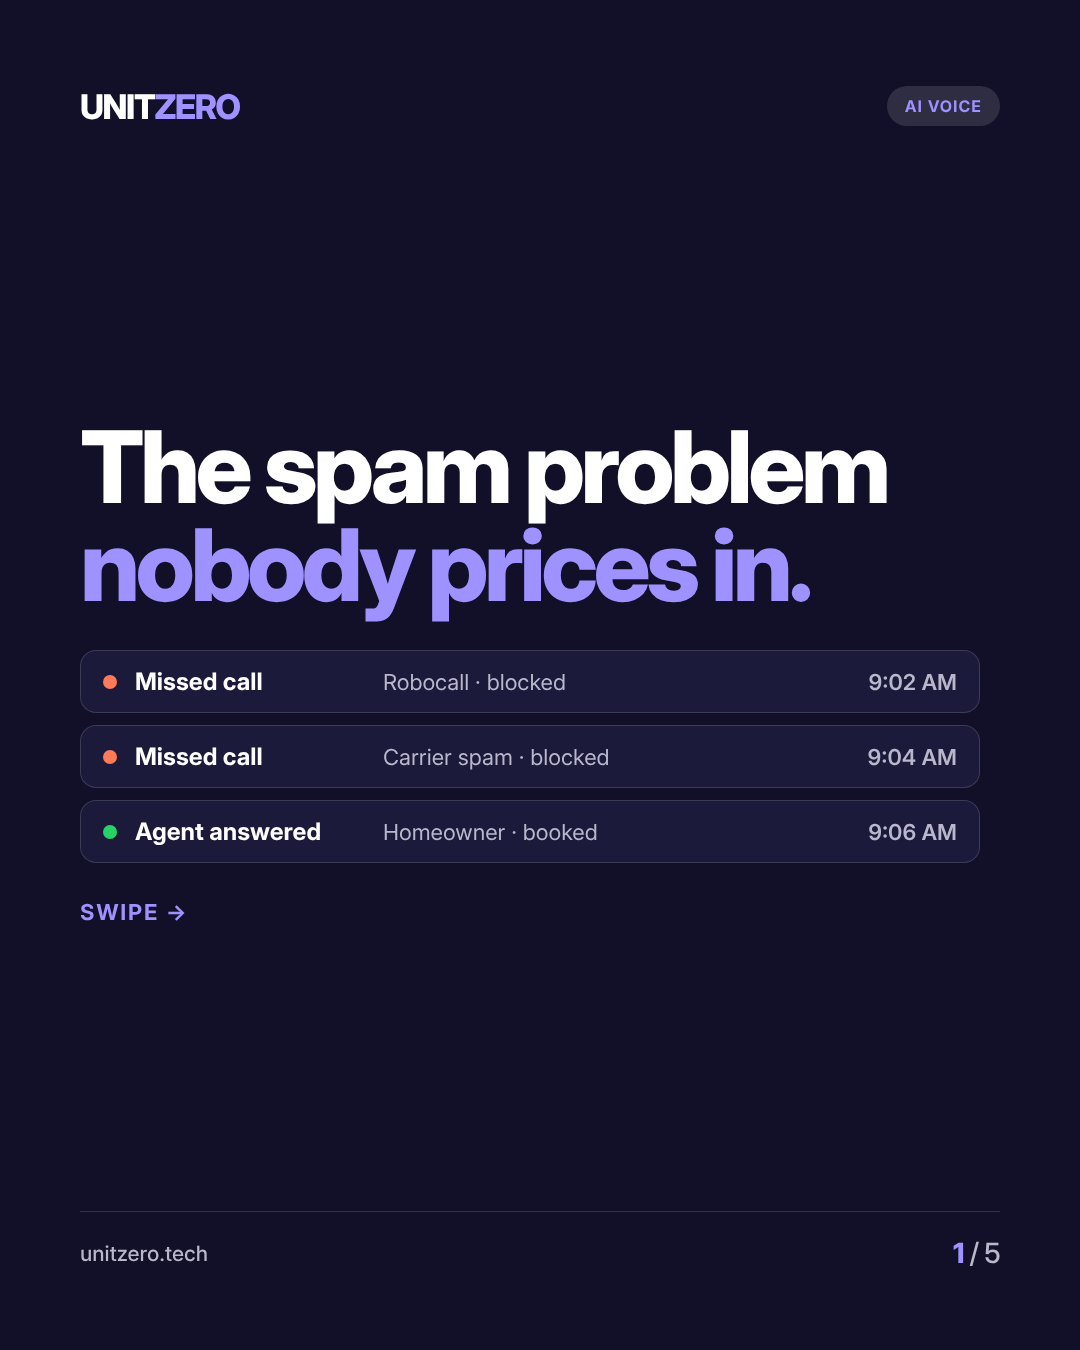 UNITZERO
AI VOICE
The spam problem
nobody prices in.
Missed call Robocall · blocked 9:02 AM
Missed call Carrier spam · blocked 9:04 AM
Agent answered Homeowner · booked 9:06 AM
SWIPE →
unitzero.tech
1 / 5